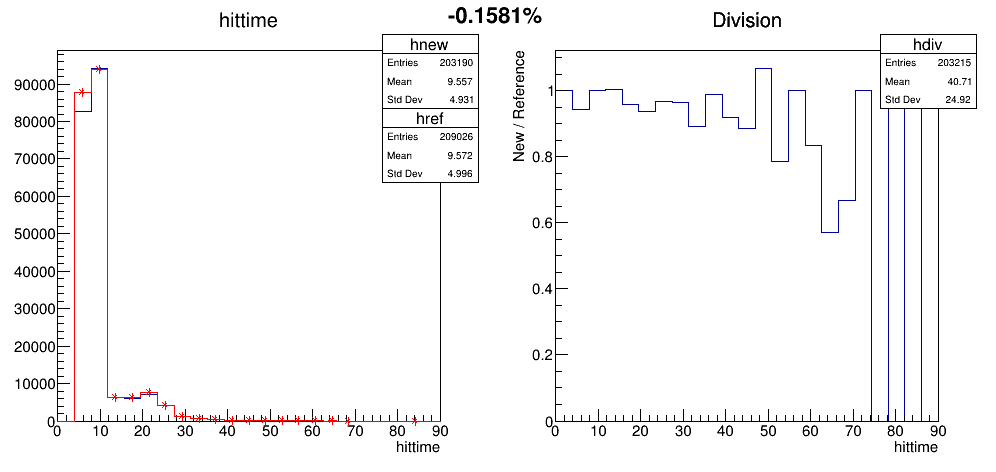 -0.1581%
hittime
hnew
Entries 203190
Mean 9.557
Std Dev 4.931
href
Entries 209026
Mean 9.572
Std Dev 4.996
90000
80000
70000
60000
50000
40000
30000
20000
10000
0
0 10 20 30 40 50 60 70 80 90
hittime
Division
hdiv
Entries 203215
Mean 40.71
Std Dev 24.92
New / Reference
1
0.8
0.6
0.4
0.2
0
0 10 20 30 40 50 60 70 80 90
hittime